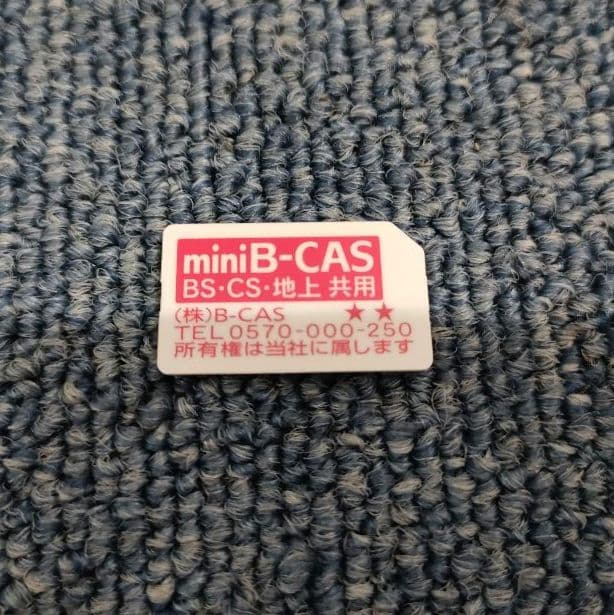 miniB-CAS
BS・CS・地上 共用
(株)B-CAS ★★
TEL 0570-000-250
所有権は当社に属します